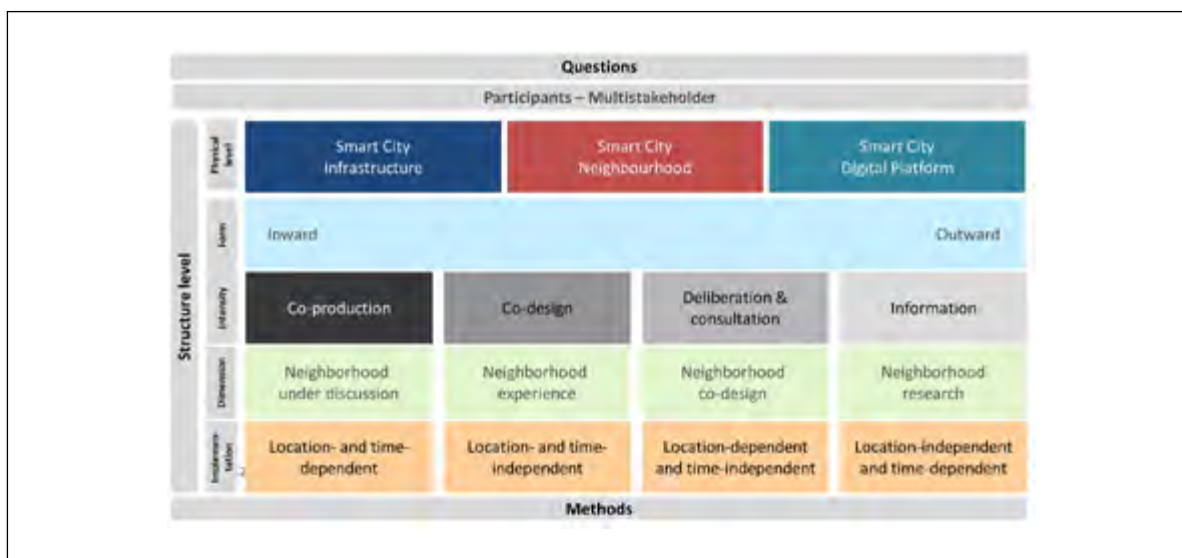 Questions
Participants – Multistakeholder
Structure level
Physical
level
Smart City
Infrastructure
Smart City
Neighbourhood
Smart City
Digital Platform
Form
Inward
Outward
Intensity
Co-production
Co-design
Deliberation &
consultation
Information
Dimension
Neighborhood
under discussion
Neighborhood
experience
Neighborhood
co-design
Neighborhood
research
Implemen-
tation
Location- and time-
dependent
Location- and time-
independent
Location-dependent
and time-independent
Location-independent
and time-dependent
Methods